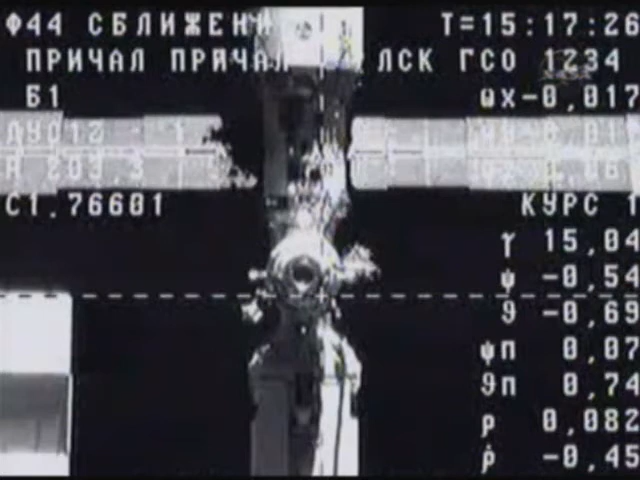 Ф44 СБЛИЖЕНИ Т=15:17:26
ПРИЧАЛ ПРИЧАЛ ЛСК ГСО 1234
Б1 ωX-0,017
С1.76601 КУРС 1
γ 15,04
ψ -0,54
ϑ -0,69
ψП 0,07
ϑП 0,74
ρ 0,082
ρ̇ -0,45